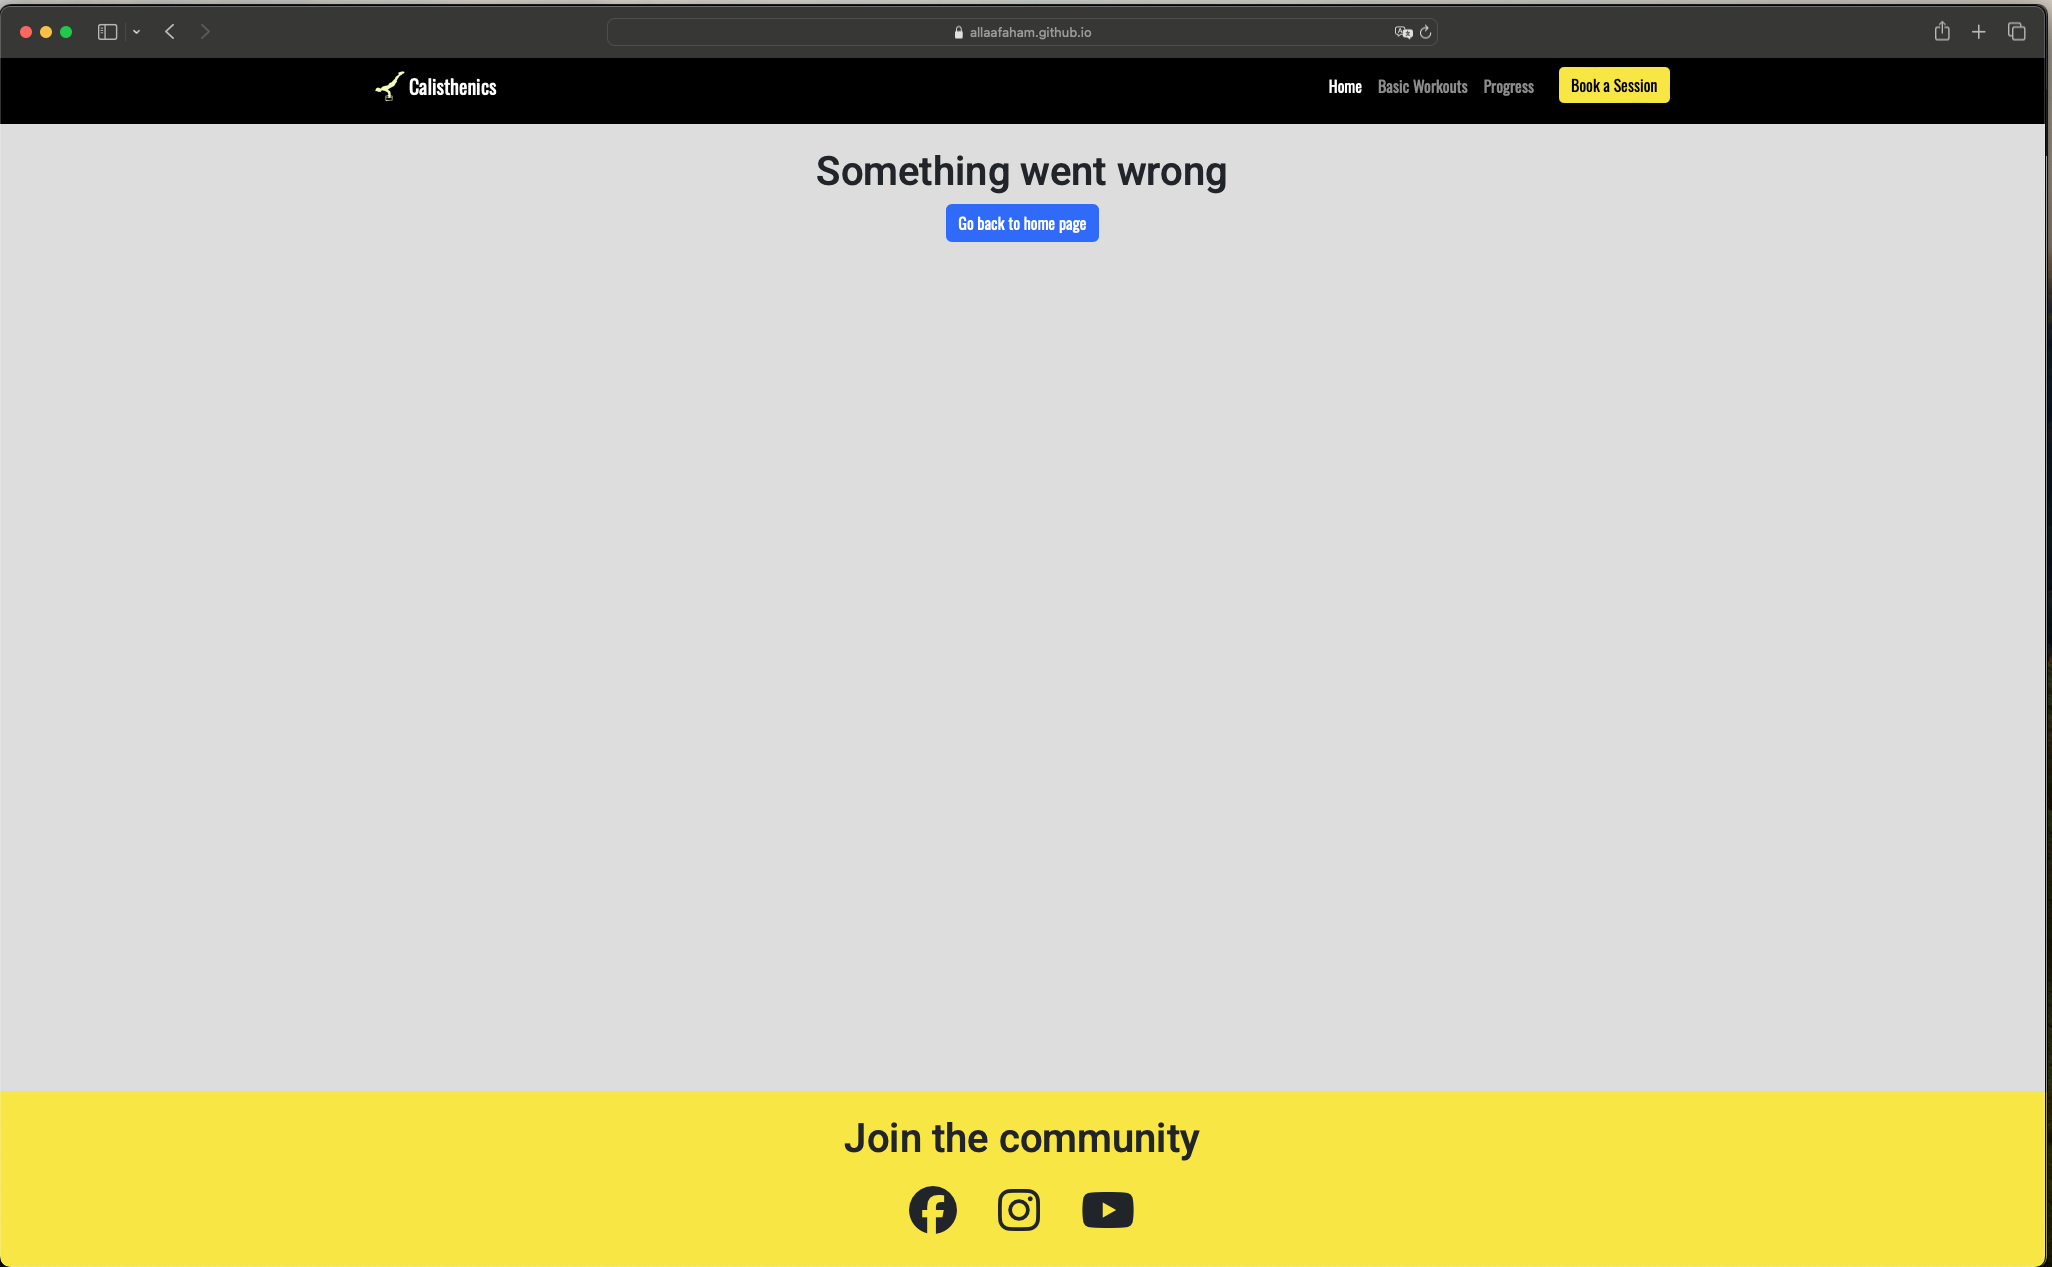 allaafaham.github.io
Calisthenics
Home Basic Workouts Progress Book a Session
Something went wrong
Go back to home page
Join the community